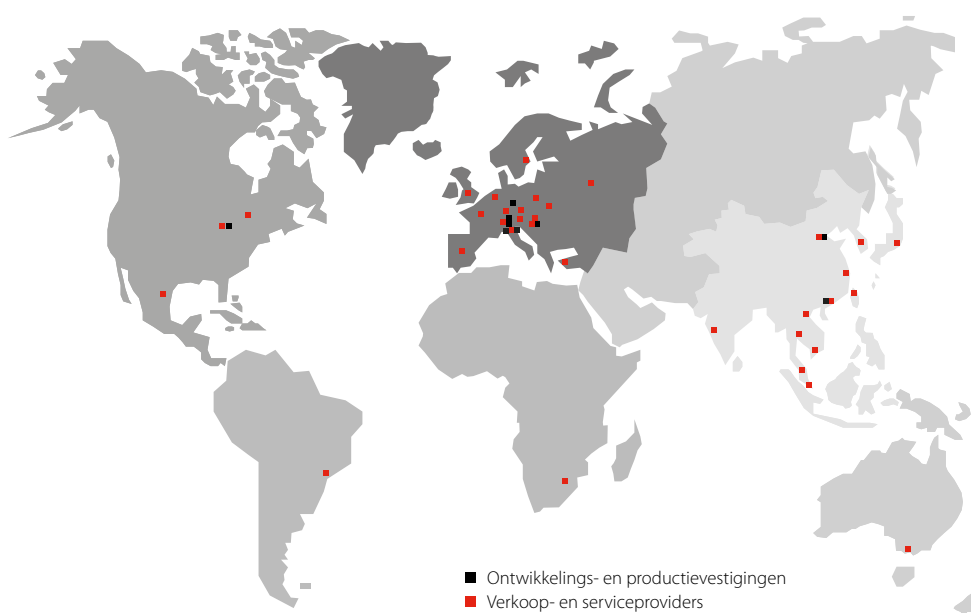 Ontwikkelings- en productievestigingen
Verkoop- en serviceproviders